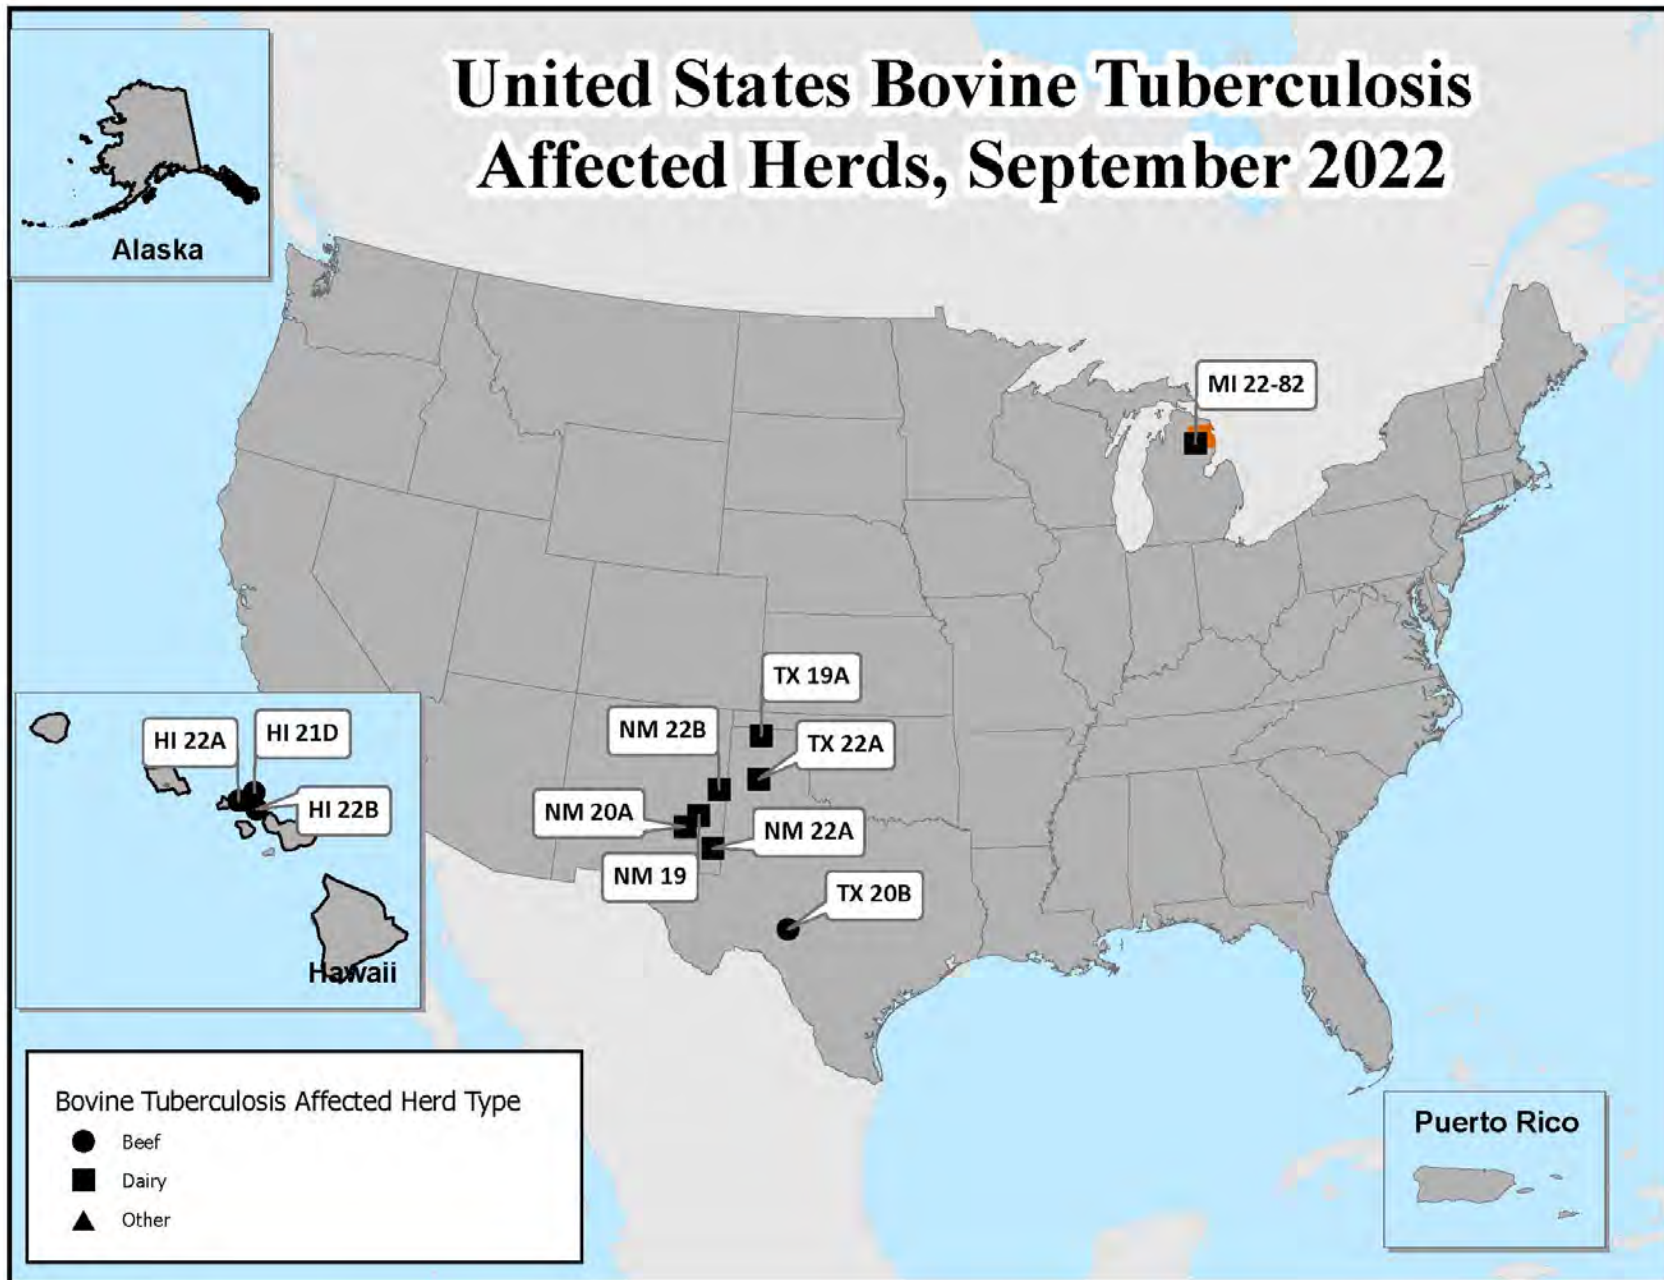 United States Bovine Tuberculosis
Affected Herds, September 2022
Alaska
MI 22-82
TX 19A
NM 22B
TX 22A
NM 20A
NM 22A
NM 19
TX 20B
HI 22A
HI 21D
HI 22B
Hawaii
Bovine Tuberculosis Affected Herd Type
Beef
Dairy
Other
Puerto Rico